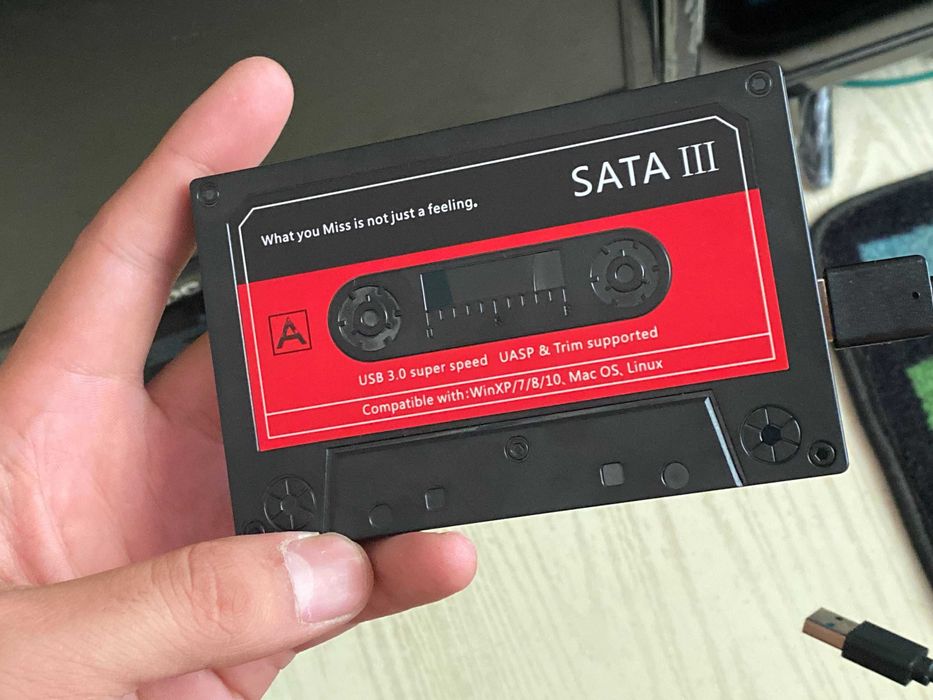 SATA III
What you Miss is not just a feeling.
A
USB 3.0 super speed UASP & Trim supported
Compatible with:WinXP/7/8/10、Mac OS、Linux